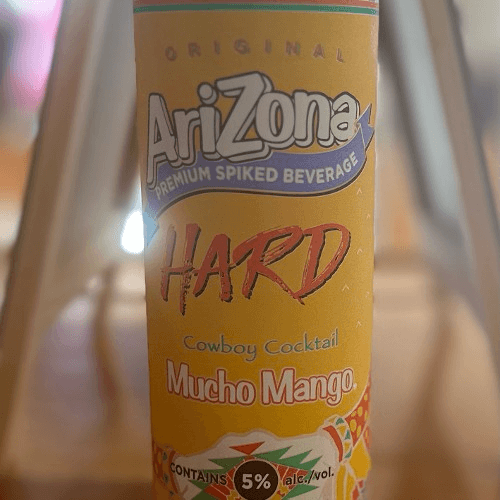 ORIGINAL
AriZona
PREMIUM SPIKED BEVERAGE
HARD
Cowboy Cocktail
Mucho Mango®
CONTAINS 5% alc./vol.